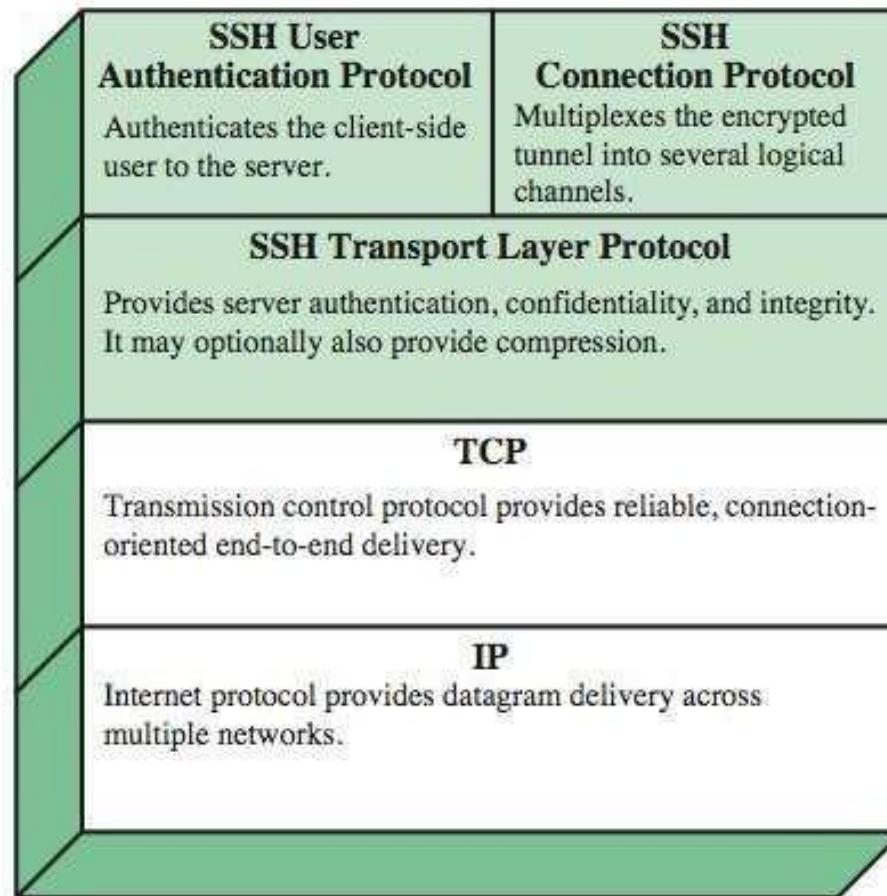 SSH User
Authentication Protocol
Authenticates the client-side
user to the server.
SSH
Connection Protocol
Multiplexes the encrypted
tunnel into several logical
channels.
SSH Transport Layer Protocol
Provides server authentication, confidentiality, and integrity.
It may optionally also provide compression.
TCP
Transmission control protocol provides reliable, connection-
oriented end-to-end delivery.
IP
Internet protocol provides datagram delivery across
multiple networks.